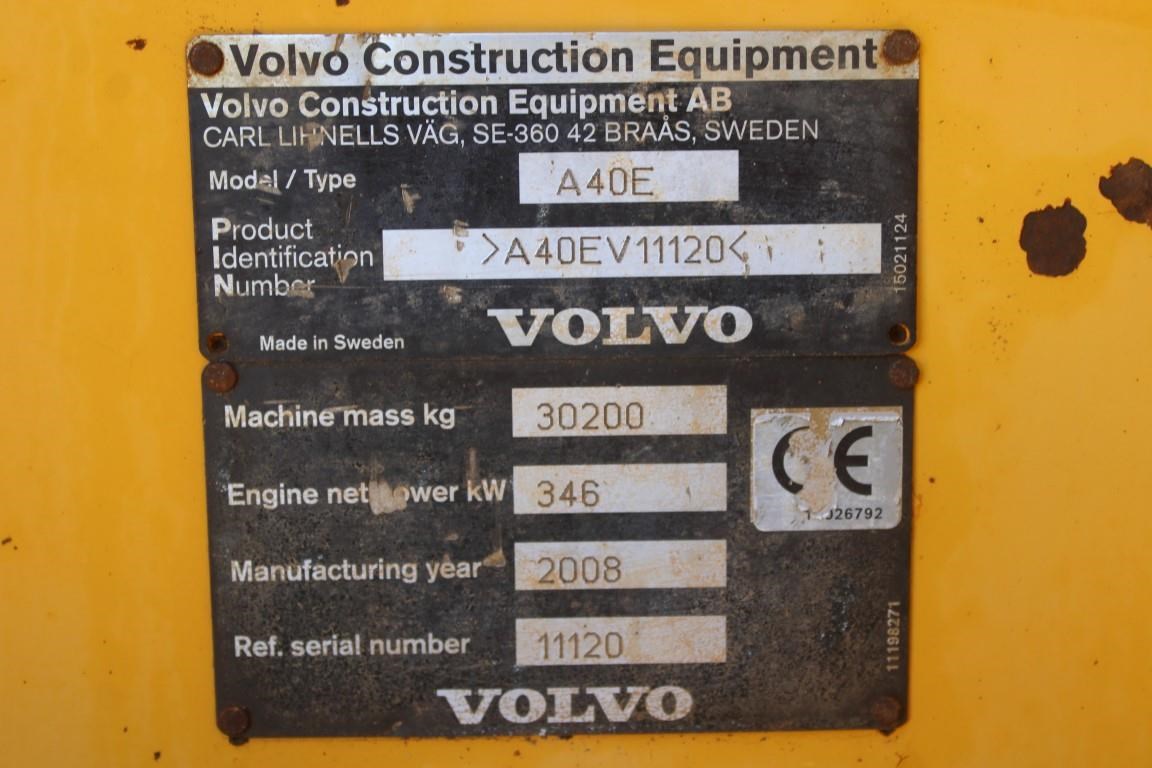 Volvo Construction Equipment
Volvo Construction Equipment AB
CARL LIHNELLS VÄG, SE-360 42 BRAÅS, SWEDEN
Model / Type A40E
Product
Identification
Number
>A40EV11120<
15021124
Made in Sweden
VOLVO
Machine mass kg 30200
CE
Engine net power kW 346
Manufacturing year 2008
Ref. serial number 11120
11198271
VOLVO